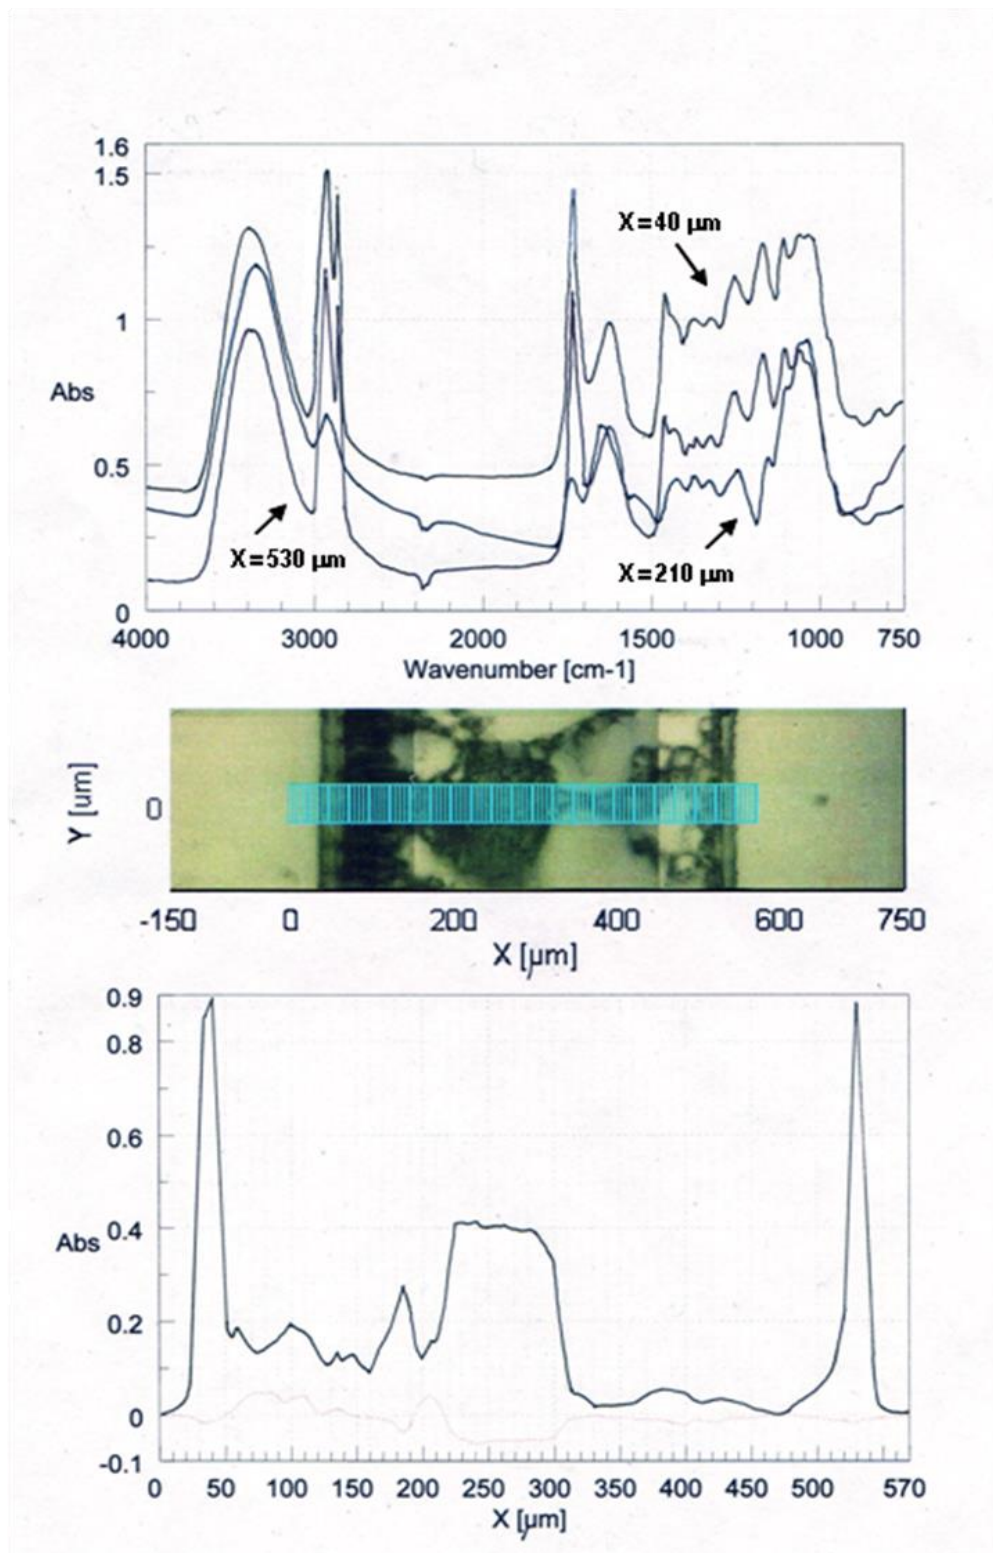 1.6
1.5
X=40 µm
1
Abs
0.5
X=530 µm
X=210 µm
0
4000 3000 2000 1500 1000 750
Wavenumber [cm-1]
Y [um]
0
-150 0 200 400 600 750
X [µm]
0.9
0.8
0.6
Abs 0.4
0.2
0
-0.1
0 50 100 150 200 250 300 350 400 450 500 570
X [µm]